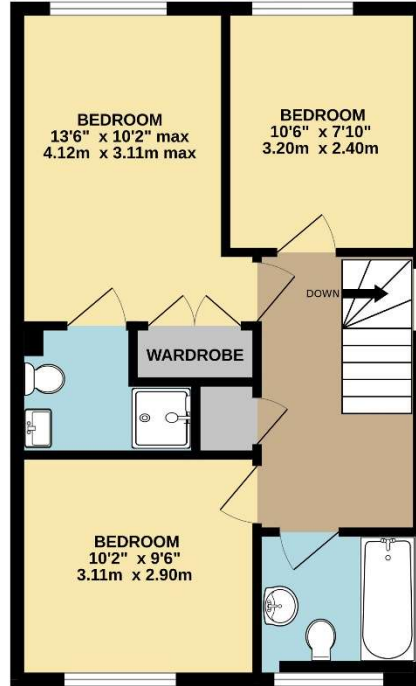 BEDROOM
13'6" x 10'2" max
4.12m x 3.11m max
BEDROOM
10'6" x 7'10"
3.20m x 2.40m
DOWN
WARDROBE
BEDROOM
10'2" x 9'6"
3.11m x 2.90m